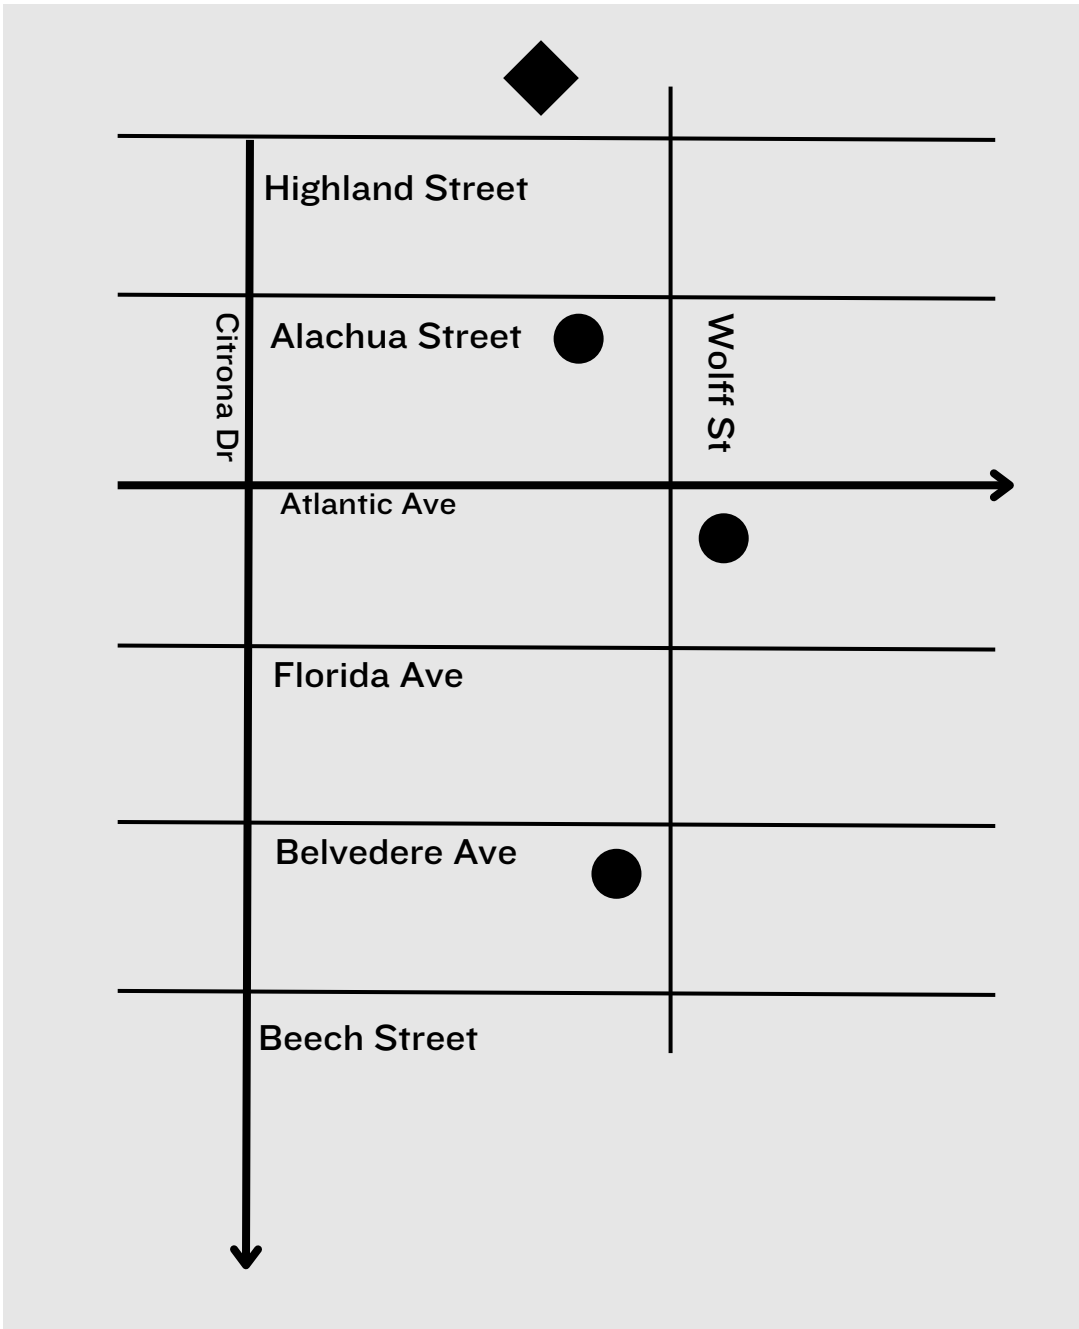 Highland Street
Citrona Dr
Alachua Street
Wolff St
Atlantic Ave
Florida Ave
Belvedere Ave
Beech Street